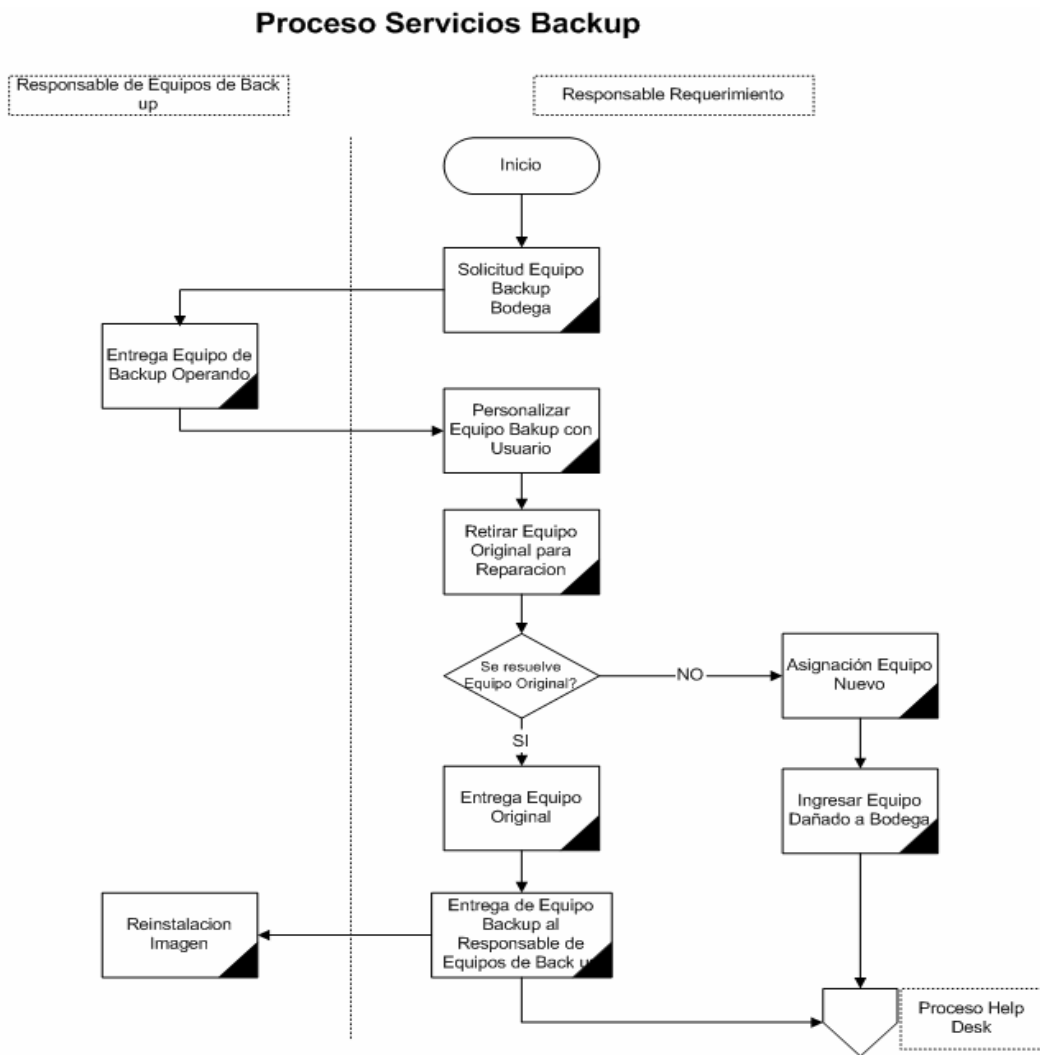 Proceso Servicios Backup
Responsable de Equipos de Back
up
Responsable Requerimiento
Inicio
Solicitud Equipo
Backup
Bodega
Entrega Equipo de
Backup Operando
Personalizar
Equipo Bakup con
Usuario
Retirar Equipo
Original para
Reparacion
Se resuelve
Equipo Original?
NO
Asignación Equipo
Nuevo
SI
Entrega Equipo
Original
Ingresar Equipo
Dañado a Bodega
Reinstalacion
Imagen
Entrega de Equipo
Backup al
Responsable de
Equipos de Back up
Proceso Help
Desk